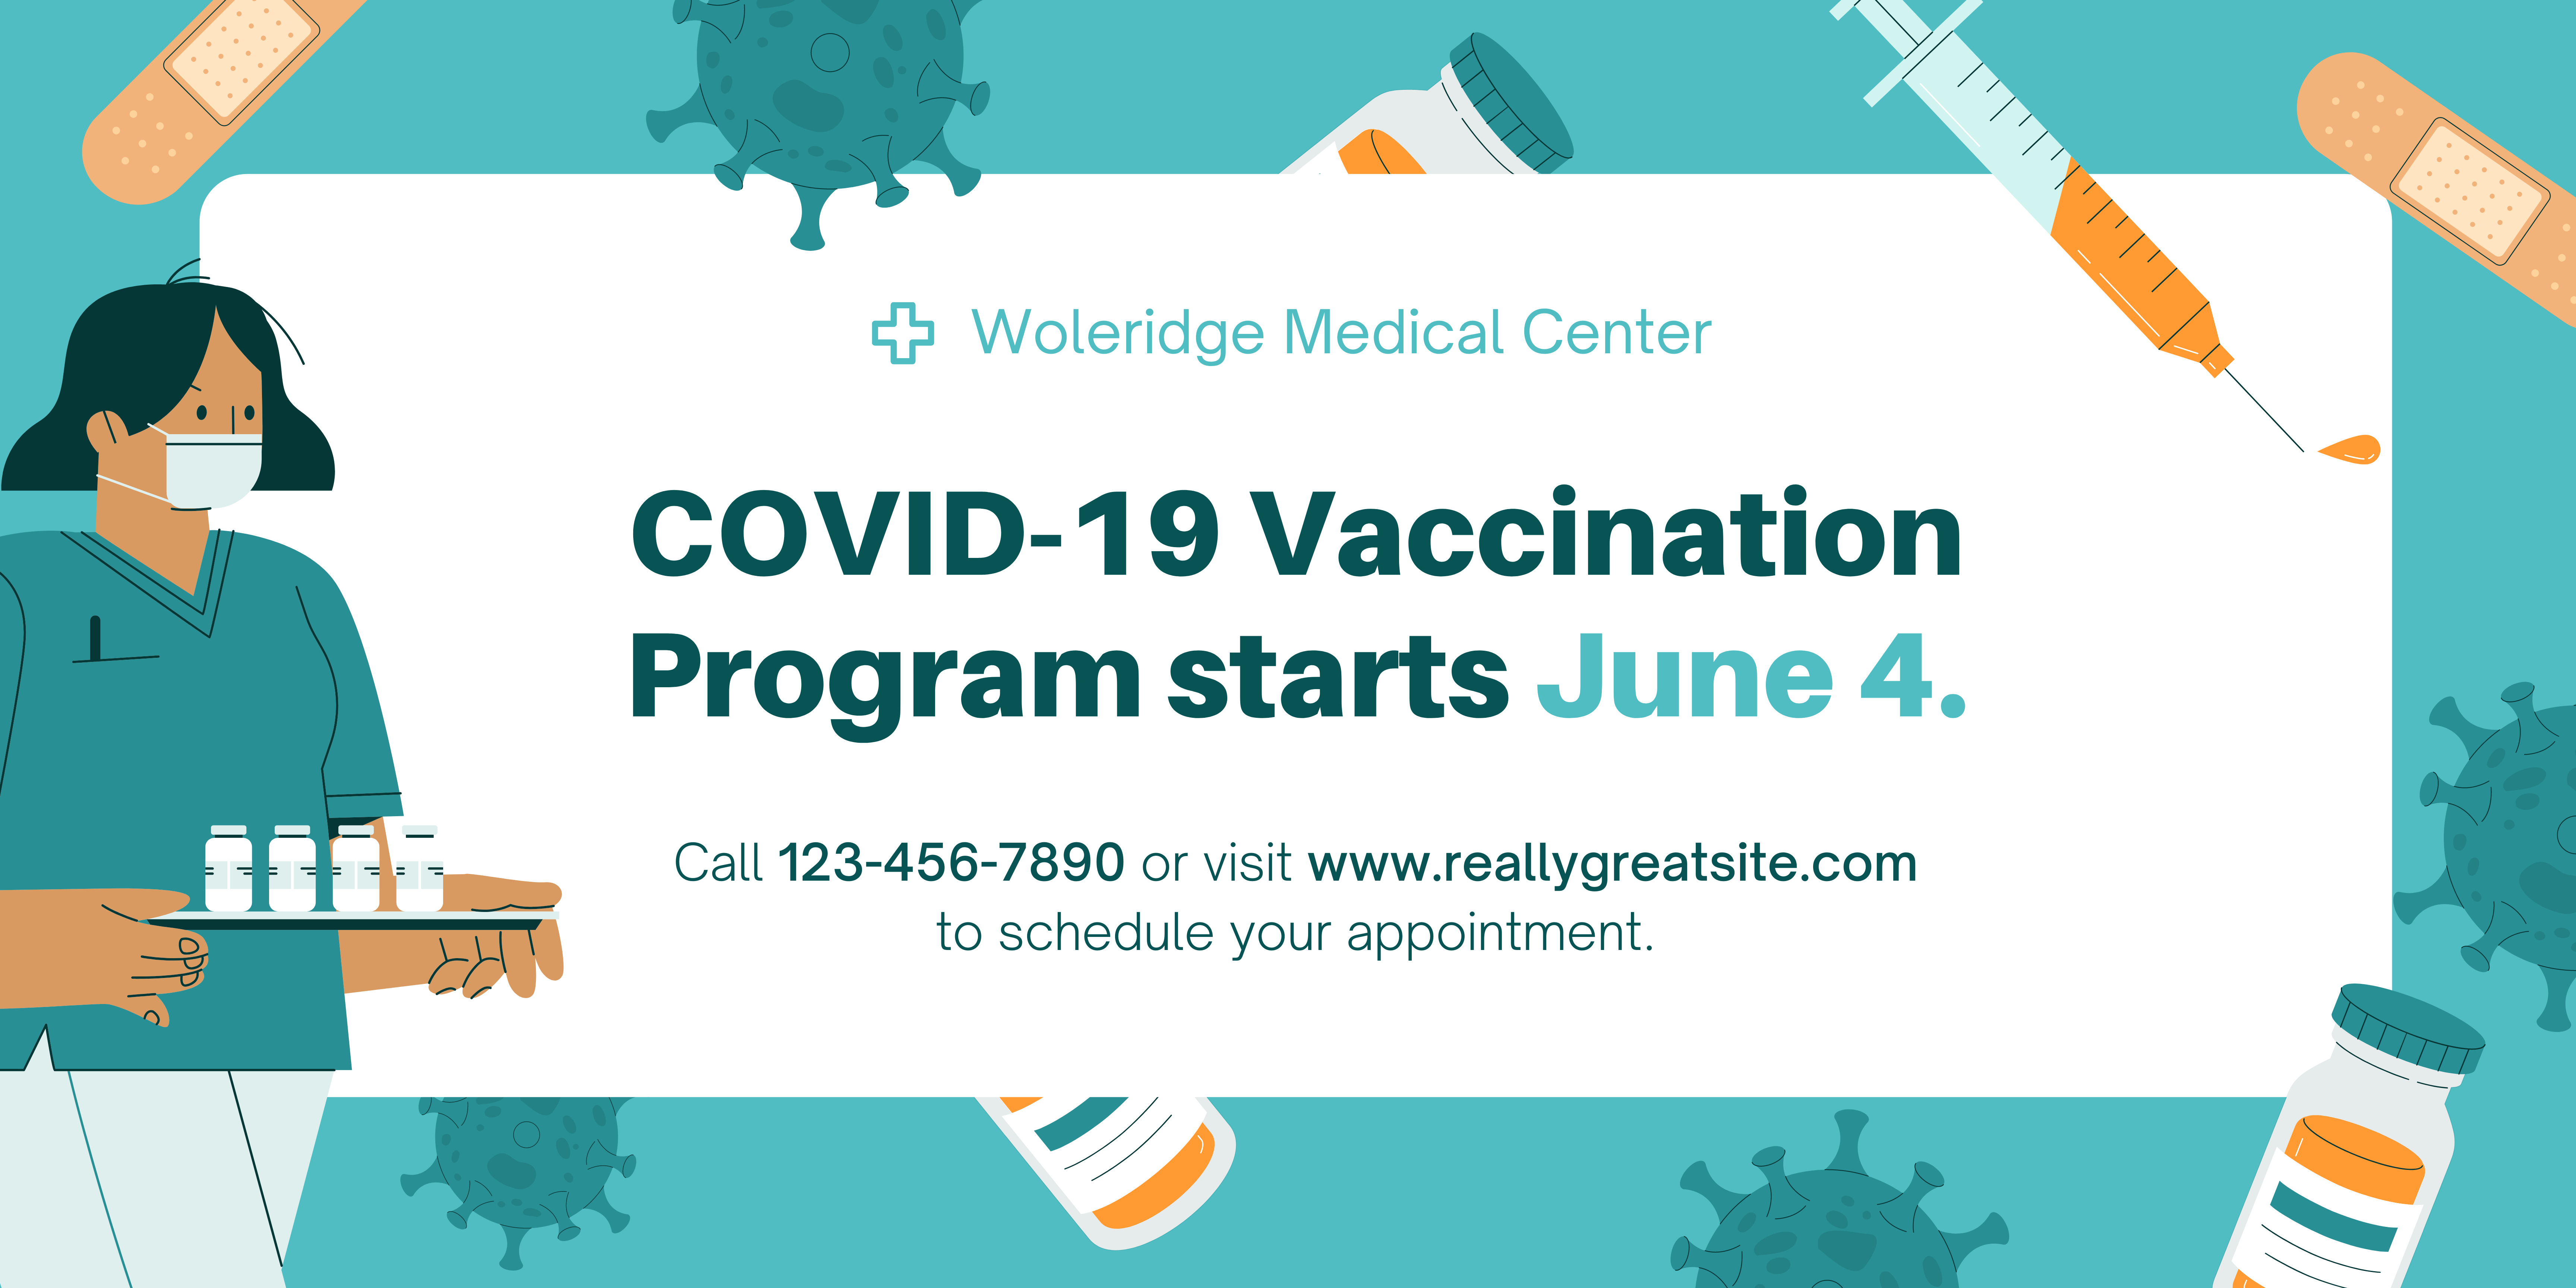 Woleridge Medical Center
COVID-19 Vaccination
Program starts June 4.
Call 123-456-7890 or visit www.reallygreatsite.com
to schedule your appointment.